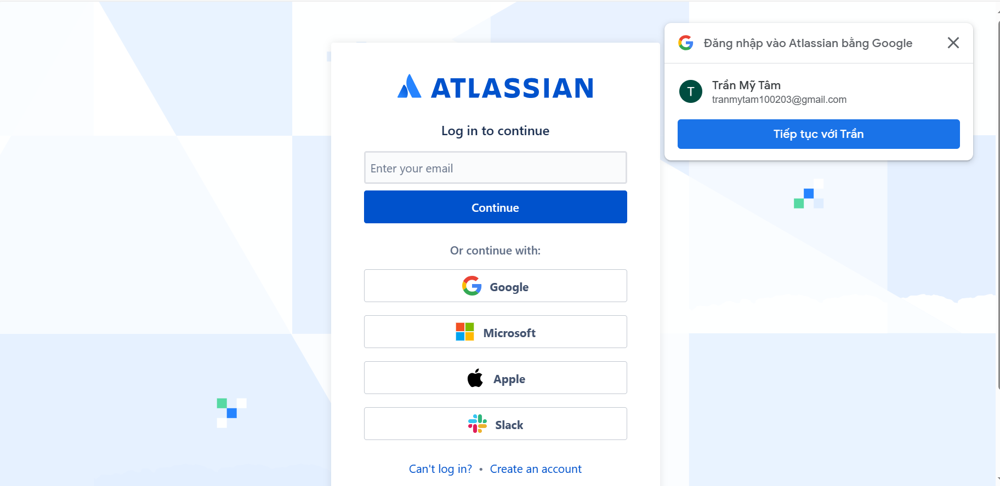 ATLASSIAN
Log in to continue
Enter your email
Continue
Or continue with:
Google
Microsoft
Apple
Slack
Can't log in? • Create an account
Đăng nhập vào Atlassian bằng Google
T
Trần Mỹ Tâm
tranmytam100203@gmail.com
Tiếp tục với Trần